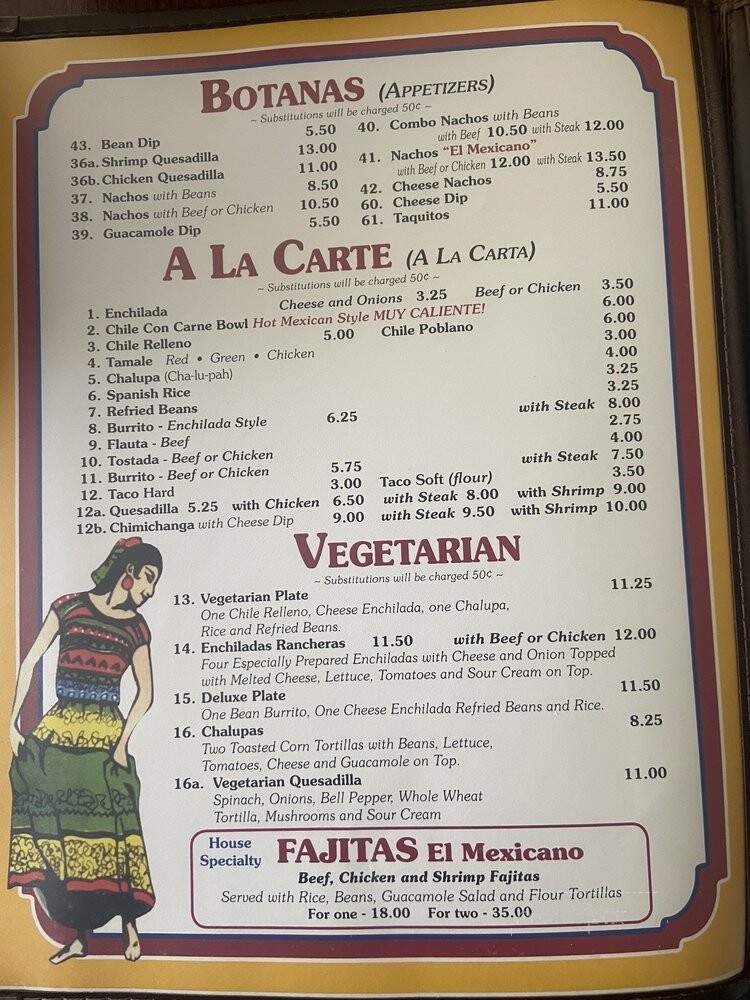 BOTANAS (APPETIZERS)
~ Substitutions will be charged 50¢ ~
43. Bean Dip 5.50
36a. Shrimp Quesadilla 13.00
36b. Chicken Quesadilla 11.00
37. Nachos with Beans 8.50
38. Nachos with Beef or Chicken 10.50
39. Guacamole Dip 5.50
40. Combo Nachos with Beans
with Beef 10.50 with Steak 12.00
41. Nachos "El Mexicano"
with Beef or Chicken 12.00 with Steak 13.50
42. Cheese Nachos 8.75
60. Cheese Dip 5.50
61. Taquitos 11.00
A LA CARTE (A LA CARTA)
~ Substitutions will be charged 50¢ ~
1. Enchilada Cheese and Onions 3.25 Beef or Chicken 3.50
2. Chile Con Carne Bowl Hot Mexican Style MUY CALIENTE! 6.00
3. Chile Relleno 5.00 Chile Poblano 6.00
4. Tamale Red • Green • Chicken 3.00
5. Chalupa (Cha-lu-pah) 4.00
6. Spanish Rice 3.25
7. Refried Beans 3.25
8. Burrito - Enchilada Style 6.25 with Steak 8.00
9. Flauta - Beef 2.75
10. Tostada - Beef or Chicken 4.00
11. Burrito - Beef or Chicken 5.75 with Steak 7.50
12. Taco Hard 3.00 Taco Soft (flour) 3.50
12a. Quesadilla 5.25 with Chicken 6.50 with Steak 8.00 with Shrimp 9.00
12b. Chimichanga with Cheese Dip 9.00 with Steak 9.50 with Shrimp 10.00
VEGETARIAN
~ Substitutions will be charged 50¢ ~
13. Vegetarian Plate 11.25
One Chile Relleno, Cheese Enchilada, one Chalupa,
Rice and Refried Beans.
14. Enchiladas Rancheras 11.50 with Beef or Chicken 12.00
Four Especially Prepared Enchiladas with Cheese and Onion Topped
with Melted Cheese, Lettuce, Tomatoes and Sour Cream on Top.
15. Deluxe Plate 11.50
One Bean Burrito, One Cheese Enchilada Refried Beans and Rice.
16. Chalupas 8.25
Two Toasted Corn Tortillas with Beans, Lettuce,
Tomatoes, Cheese and Guacamole on Top.
16a. Vegetarian Quesadilla 11.00
Spinach, Onions, Bell Pepper, Whole Wheat
Tortilla, Mushrooms and Sour Cream
House Specialty FAJITAS El Mexicano
Beef, Chicken and Shrimp Fajitas
Served with Rice, Beans, Guacamole Salad and Flour Tortillas
For one - 18.00 For two - 35.00